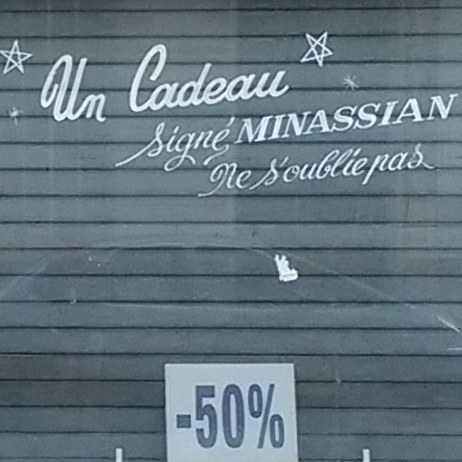 Un Cadeau
signé MINASSIAN
Ne s'oublie pas
-50%